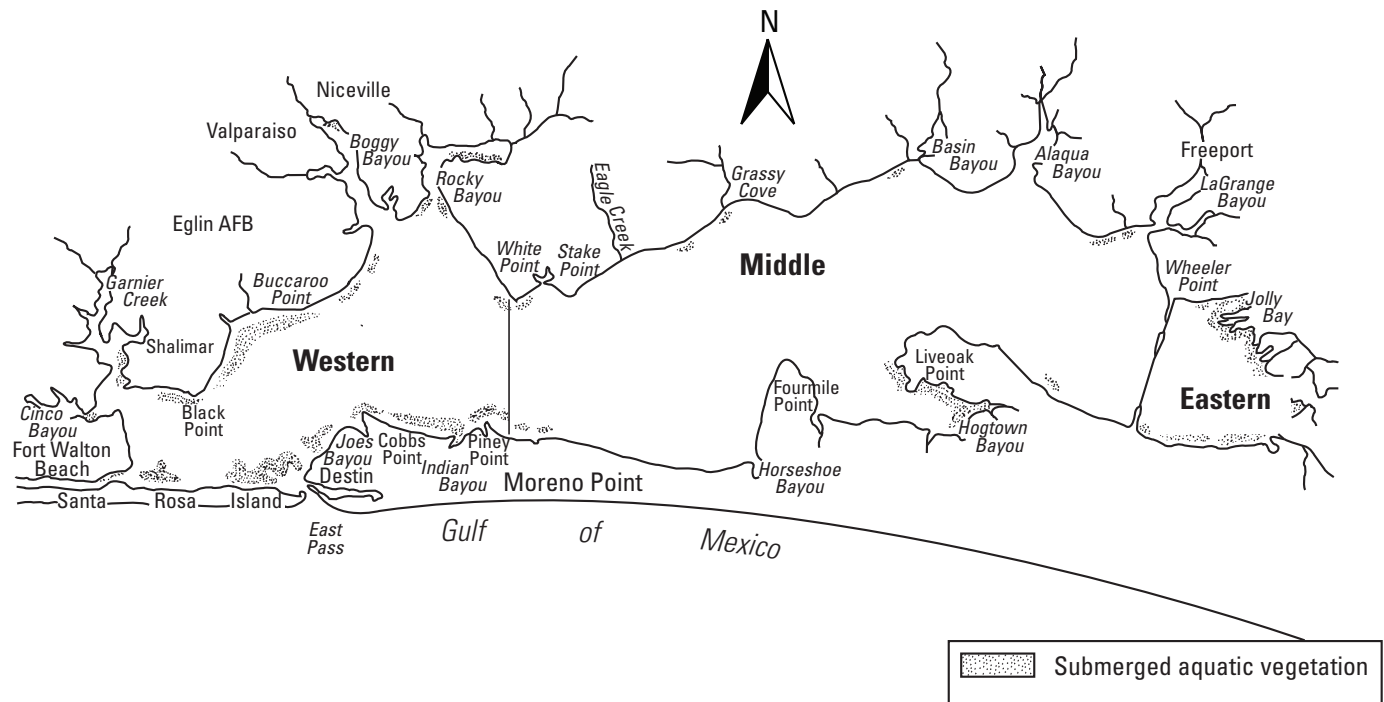 N
Niceville
Valparaiso
Boggy
Bayou
Rocky
Bayou
Eglin AFB
Garnier
Creek
Buccaroo
Point
Shalimar
Black
Point
Cinco
Bayou
Fort Walton
Beach
Western
White
Point
Stake
Point
Eagle Creek
Grassy
Cove
Middle
Basin
Bayou
Alaqua
Bayou
Freeport
LaGrange
Bayou
Wheeler
Point
Jolly
Bay
Eastern
Liveoak
Point
Hogtown
Bayou
Fourmile
Point
Horseshoe
Bayou
Joes
Bayou
Cobbs
Point
Indian
Bayou
Piney
Point
Destin
Moreno Point
Santa Rosa Island
East
Pass
Gulf of Mexico
Submerged aquatic vegetation